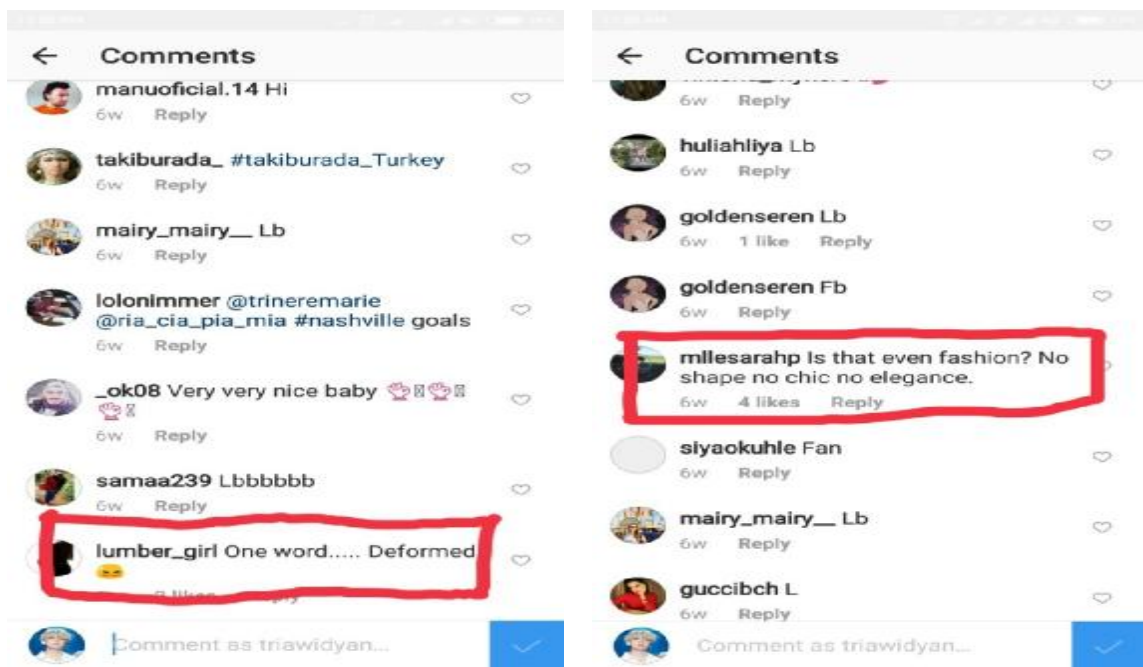 Comments
manuoficial.14 Hi
6w Reply
takiburada_ #takiburada_Turkey
6w Reply
mairy_mairy__ Lb
6w Reply
lolonimmer @trineremarie
@ria_cia_pia_mia #nashville goals
6w Reply
_ok08 Very very nice baby
6w Reply
samaa239 Lbbbbbb
6w Reply
lumber_girl One word..... Deformed
Comment as triawidyan...
Comments
6w Reply
huliahliya Lb
6w Reply
goldenseren Lb
6w 1 like Reply
goldenseren Fb
6w Reply
mllesarahp Is that even fashion? No
shape no chic no elegance.
6w 4 likes Reply
siyaokuhle Fan
6w Reply
mairy_mairy__ Lb
6w Reply
guccibch L
6w Reply
Comment as triawidyan...